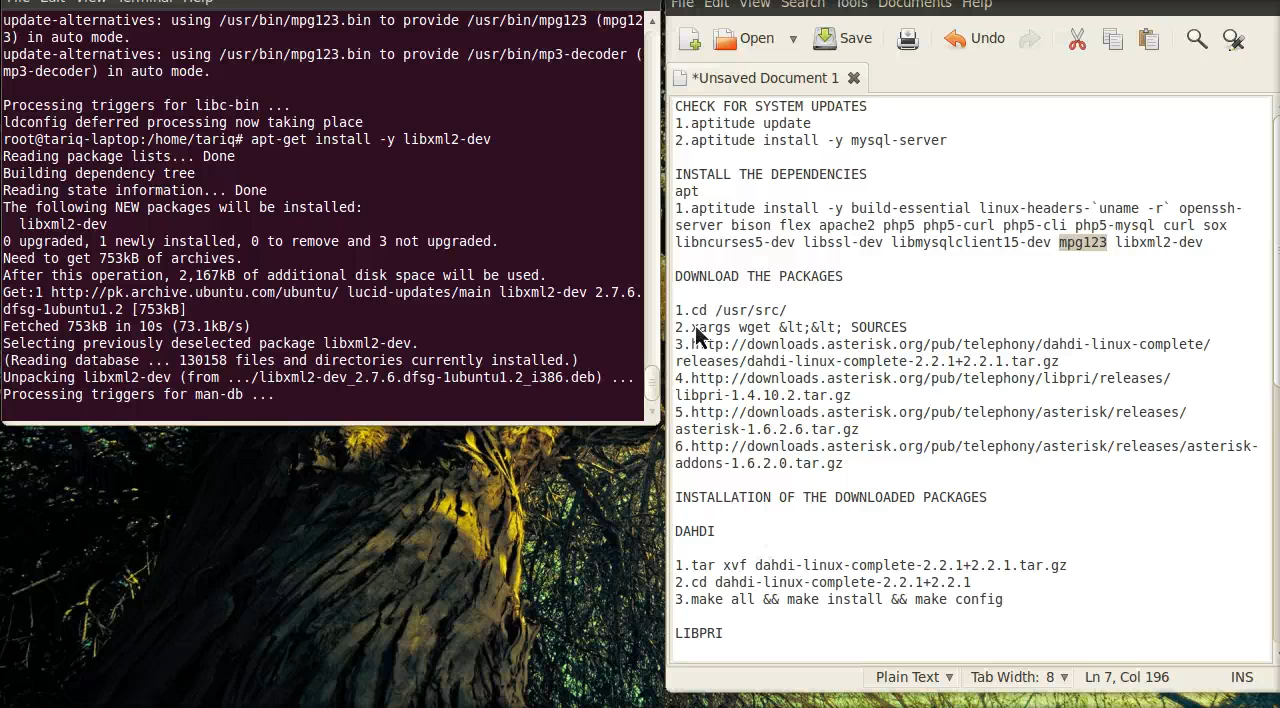 File Edit View Terminal Help
update-alternatives: using /usr/bin/mpg123.bin to provide /usr/bin/mpg123 (mpg12
3) in auto mode.
update-alternatives: using /usr/bin/mpg123.bin to provide /usr/bin/mp3-decoder (
mp3-decoder) in auto mode.
Processing triggers for libc-bin ...
ldconfig deferred processing now taking place
root@tariq-laptop:/home/tariq# apt-get install -y libxml2-dev
Reading package lists... Done
Building dependency tree
Reading state information... Done
The following NEW packages will be installed:
libxml2-dev
0 upgraded, 1 newly installed, 0 to remove and 3 not upgraded.
Need to get 753kB of archives.
After this operation, 2,167kB of additional disk space will be used.
Get:1 http://pk.archive.ubuntu.com/ubuntu/ lucid-updates/main libxml2-dev 2.7.6.
dfsg-1ubuntu1.2 [753kB]
Fetched 753kB in 10s (73.1kB/s)
Selecting previously deselected package libxml2-dev.
(Reading database ... 130158 files and directories currently installed.)
Unpacking libxml2-dev (from .../libxml2-dev_2.7.6.dfsg-1ubuntu1.2_i386.deb) ...
Processing triggers for man-db ...
File Edit View Search Tools Documents Help
Open Save Undo
*Unsaved Document 1
CHECK FOR SYSTEM UPDATES
1.aptitude update
2.aptitude install -y mysql-server
INSTALL THE DEPENDENCIES
apt
1.aptitude install -y build-essential linux-headers-`uname -r` openssh-
server bison flex apache2 php5 php5-curl php5-cli php5-mysql curl sox
libncurses5-dev libssl-dev libmysqlclient15-dev mpg123 libxml2-dev
DOWNLOAD THE PACKAGES
1.cd /usr/src/
2.xargs wget &lt;&lt; SOURCES
3.http://downloads.asterisk.org/pub/telephony/dahdi-linux-complete/
releases/dahdi-linux-complete-2.2.1+2.2.1.tar.gz
4.http://downloads.asterisk.org/pub/telephony/libpri/releases/
libpri-1.4.10.2.tar.gz
5.http://downloads.asterisk.org/pub/telephony/asterisk/releases/
asterisk-1.6.2.6.tar.gz
6.http://downloads.asterisk.org/pub/telephony/asterisk/releases/asterisk-
addons-1.6.2.0.tar.gz
INSTALLATION OF THE DOWNLOADED PACKAGES
DAHDI
1.tar xvf dahdi-linux-complete-2.2.1+2.2.1.tar.gz
2.cd dahdi-linux-complete-2.2.1+2.2.1
3.make all && make install && make config
LIBPRI
Plain Text Tab Width: 8 Ln 7, Col 196 INS